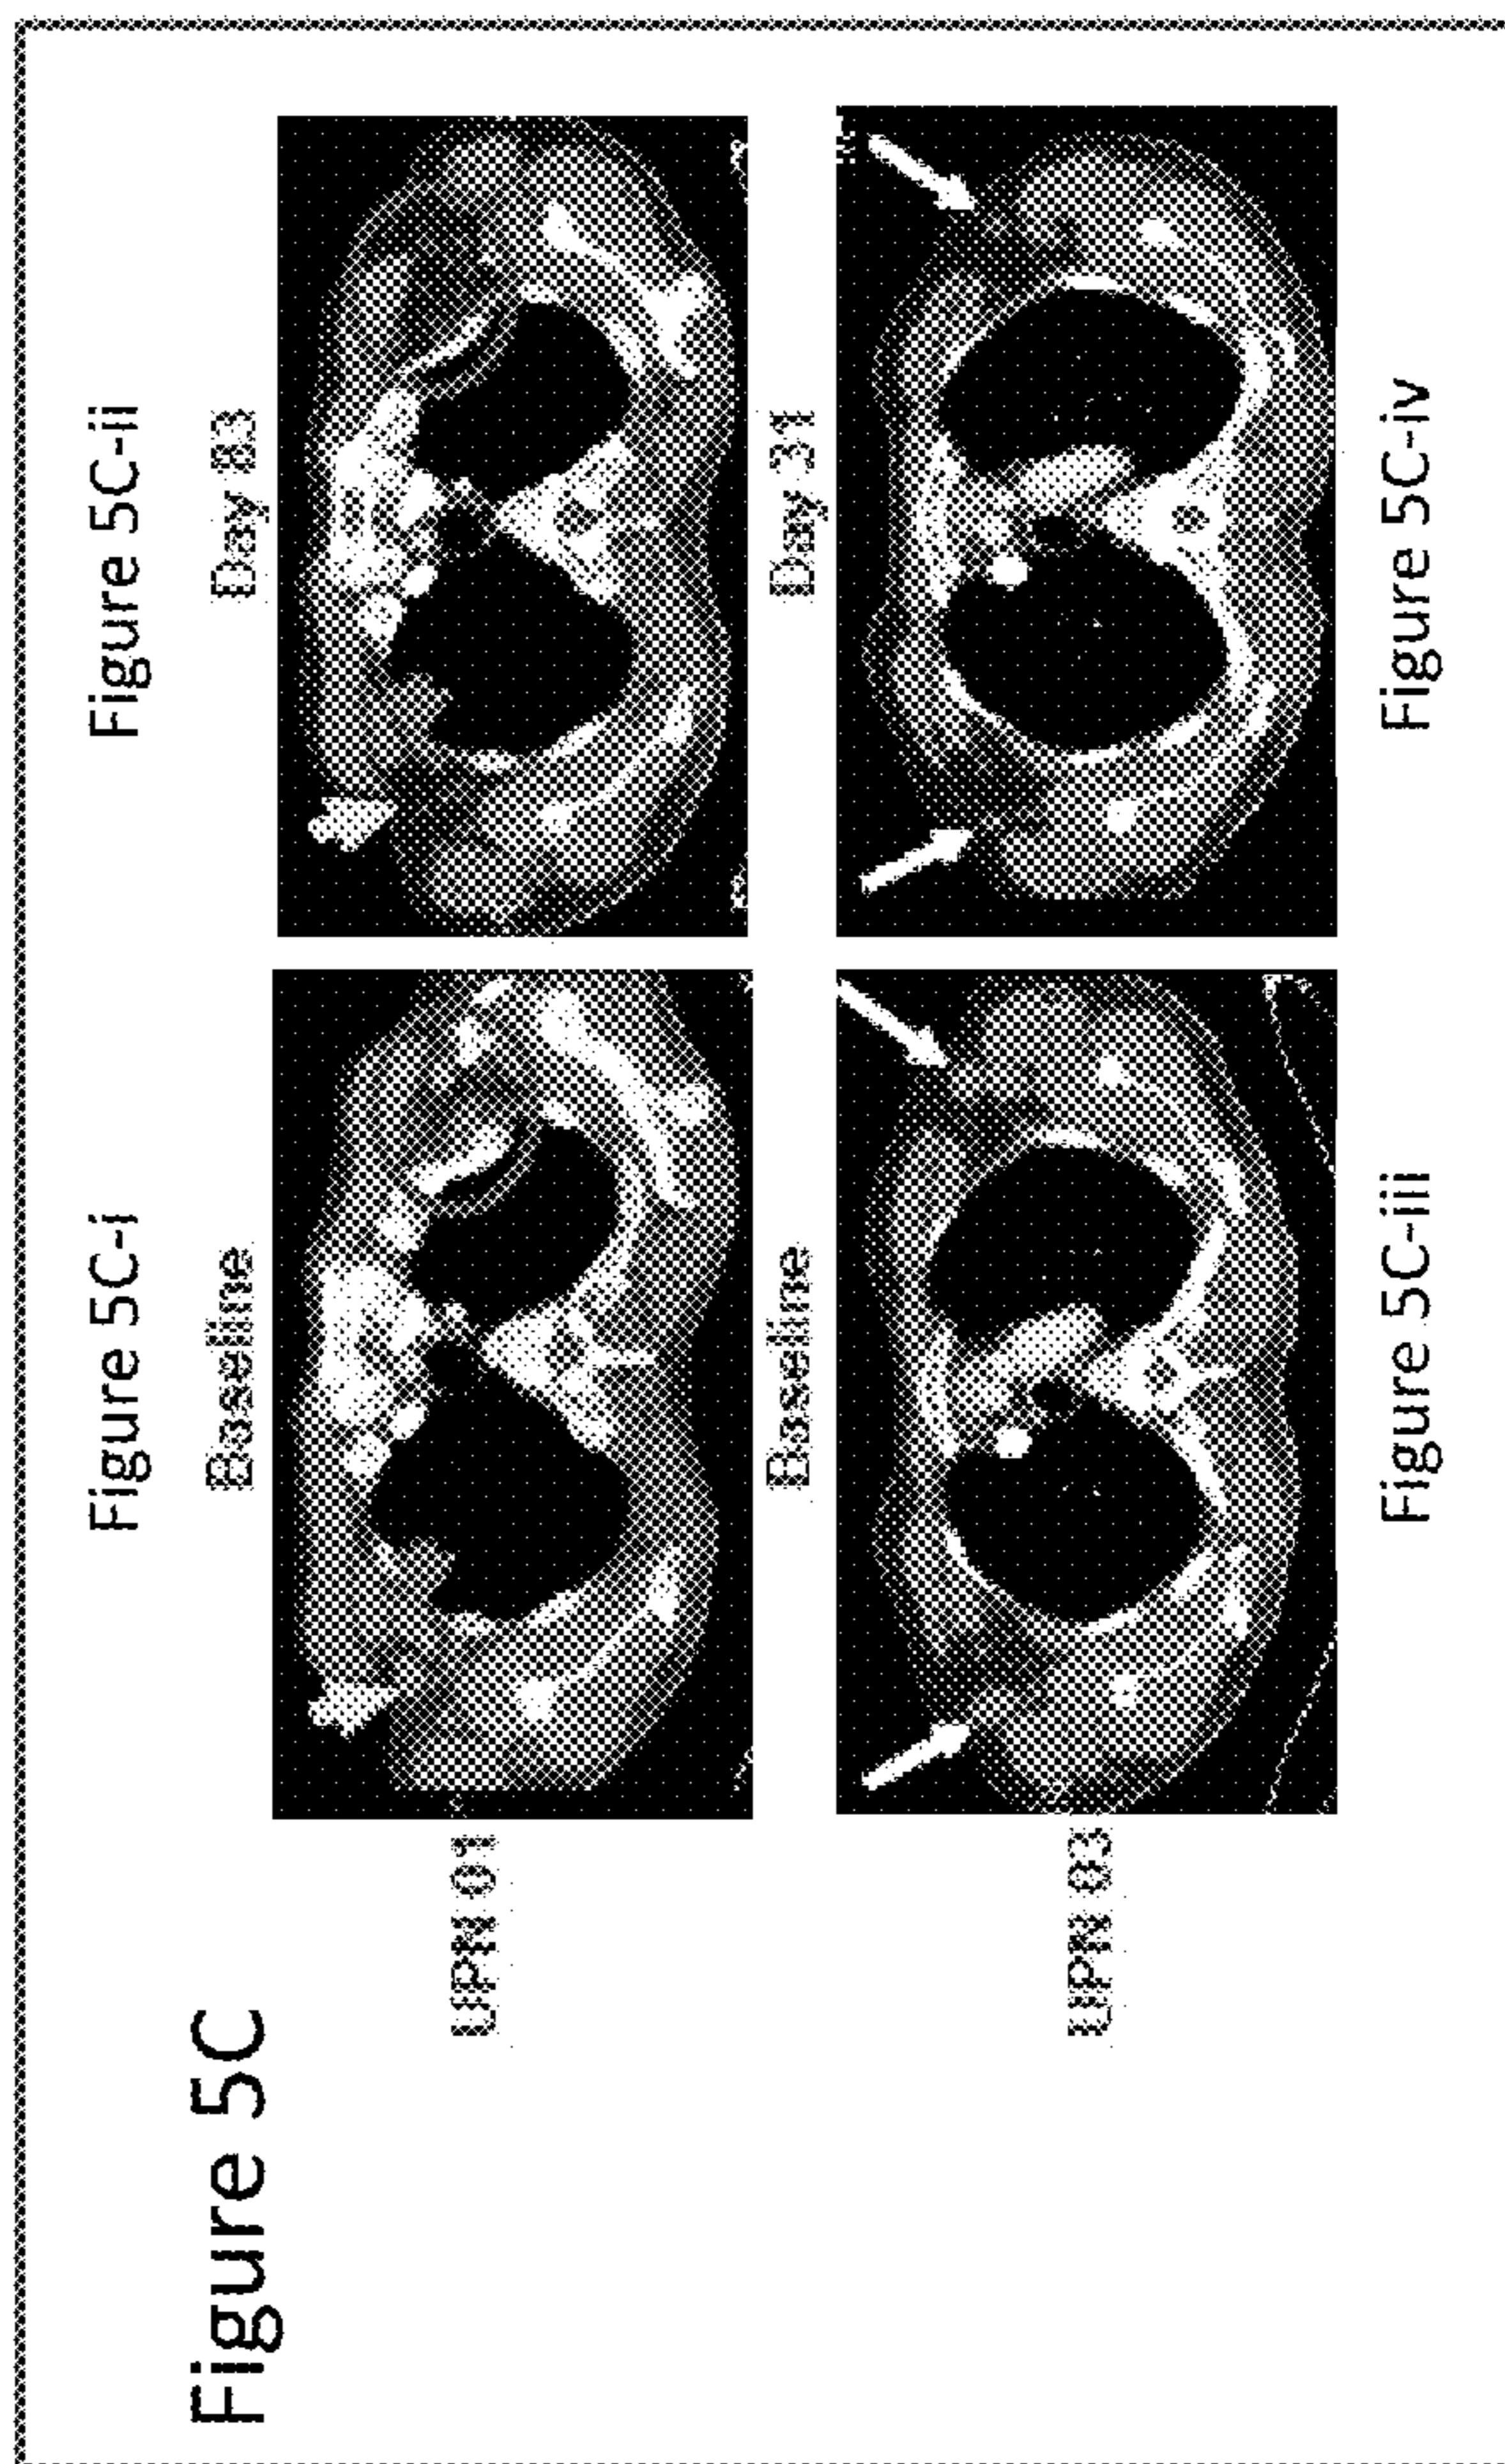 Figure 5C
Figure 5C-i
Figure 5C-ii
Baseline
Day 83
UPN 01
Baseline
Day 31
UPN 03
Figure 5C-iii
Figure 5C-iv